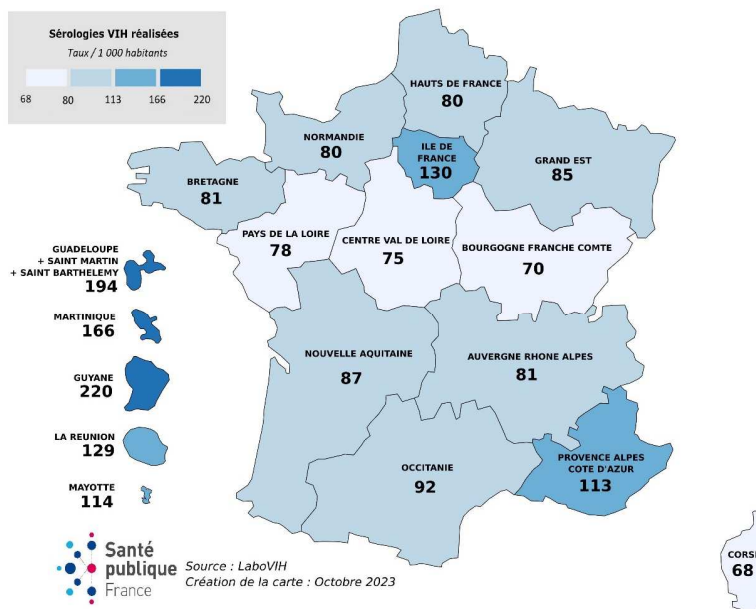 Sérologies VIH réalisées
Taux / 1 000 habitants
68 80 113 166 220
HAUTS DE FRANCE
80
NORMANDIE
80
ILE DE
FRANCE
130
GRAND EST
85
BRETAGNE
81
PAYS DE LA LOIRE
78
CENTRE VAL DE LOIRE
75
BOURGOGNE FRANCHE COMTE
70
GUADELOUPE
+ SAINT MARTIN
+ SAINT BARTHELEMY
194
MARTINIQUE
166
GUYANE
220
LA REUNION
129
MAYOTTE
114
NOUVELLE AQUITAINE
87
AUVERGNE RHONE ALPES
81
OCCITANIE
92
PROVENCE ALPES
COTE D'AZUR
113
CORS
68
Santé
publique
France
Source : LaboVIH
Création de la carte : Octobre 2023